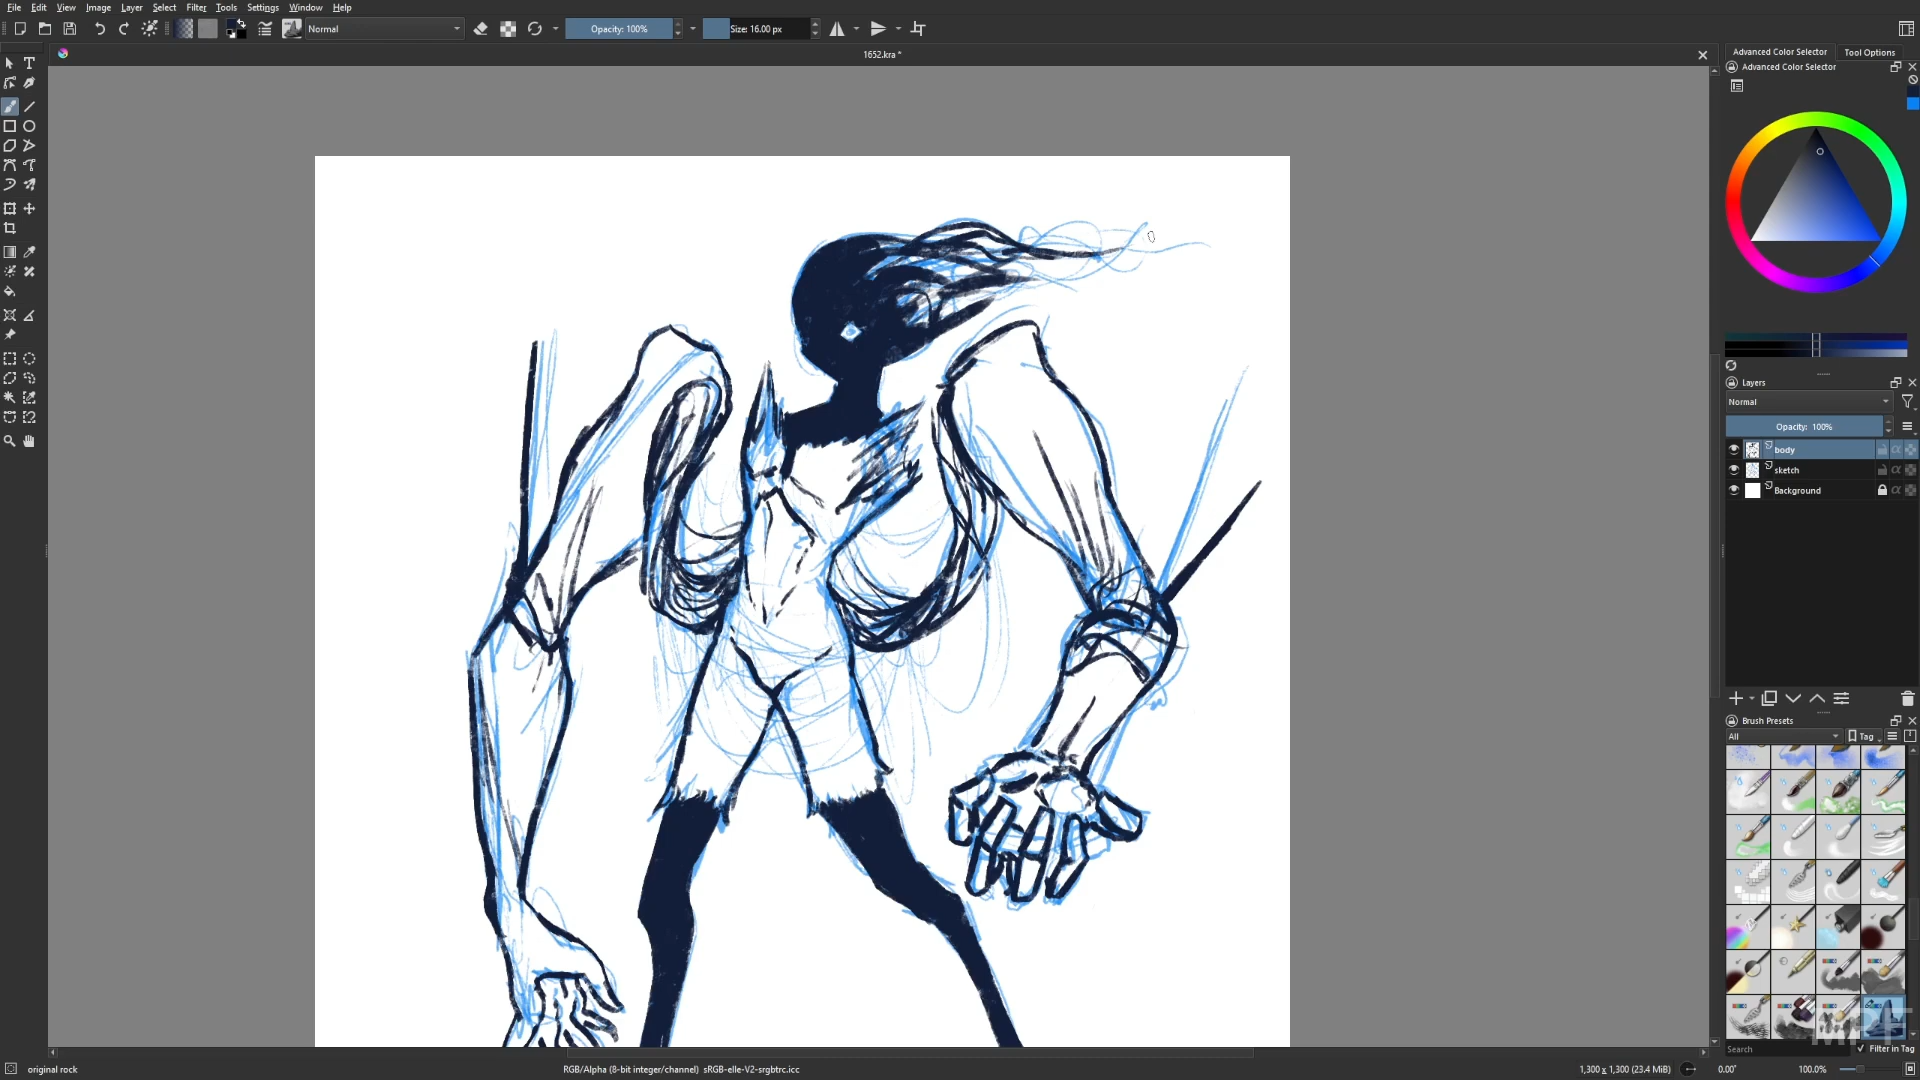 File Edit View Image Layer Select Filter Tools Settings Window Help
Normal
Opacity: 100%
Size: 16.00 px
1652.kra *
Advanced Color Selector
Tool Options
Advanced Color Selector
Layers
Normal
Opacity: 100%
body
sketch
Background
Brush Presets
All
Tag
Search
Filter in Tag
original rock
RGB/Alpha (8-bit integer/channel) sRGB-elle-V2-srgbtrc.icc
1,300 x 1,300 (23.4 MiB)
0.00°
100.0%